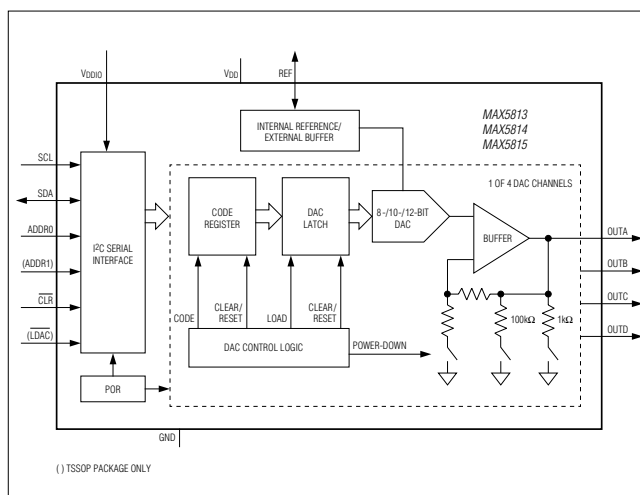 VDDIO
VDD
REF
INTERNAL REFERENCE/
EXTERNAL BUFFER
MAX5813
MAX5814
MAX5815
SCL
SDA
ADDR0
(ADDR1)
CLR
(LDAC)
I2C SERIAL
INTERFACE
POR
1 OF 4 DAC CHANNELS
CODE
REGISTER
DAC
LATCH
8-/10-/12-BIT
DAC
BUFFER
OUTA
OUTB
OUTC
OUTD
CODE
CLEAR/
RESET
LOAD
CLEAR/
RESET
100kΩ
1kΩ
DAC CONTROL LOGIC
POWER-DOWN
GND
( ) TSSOP PACKAGE ONLY